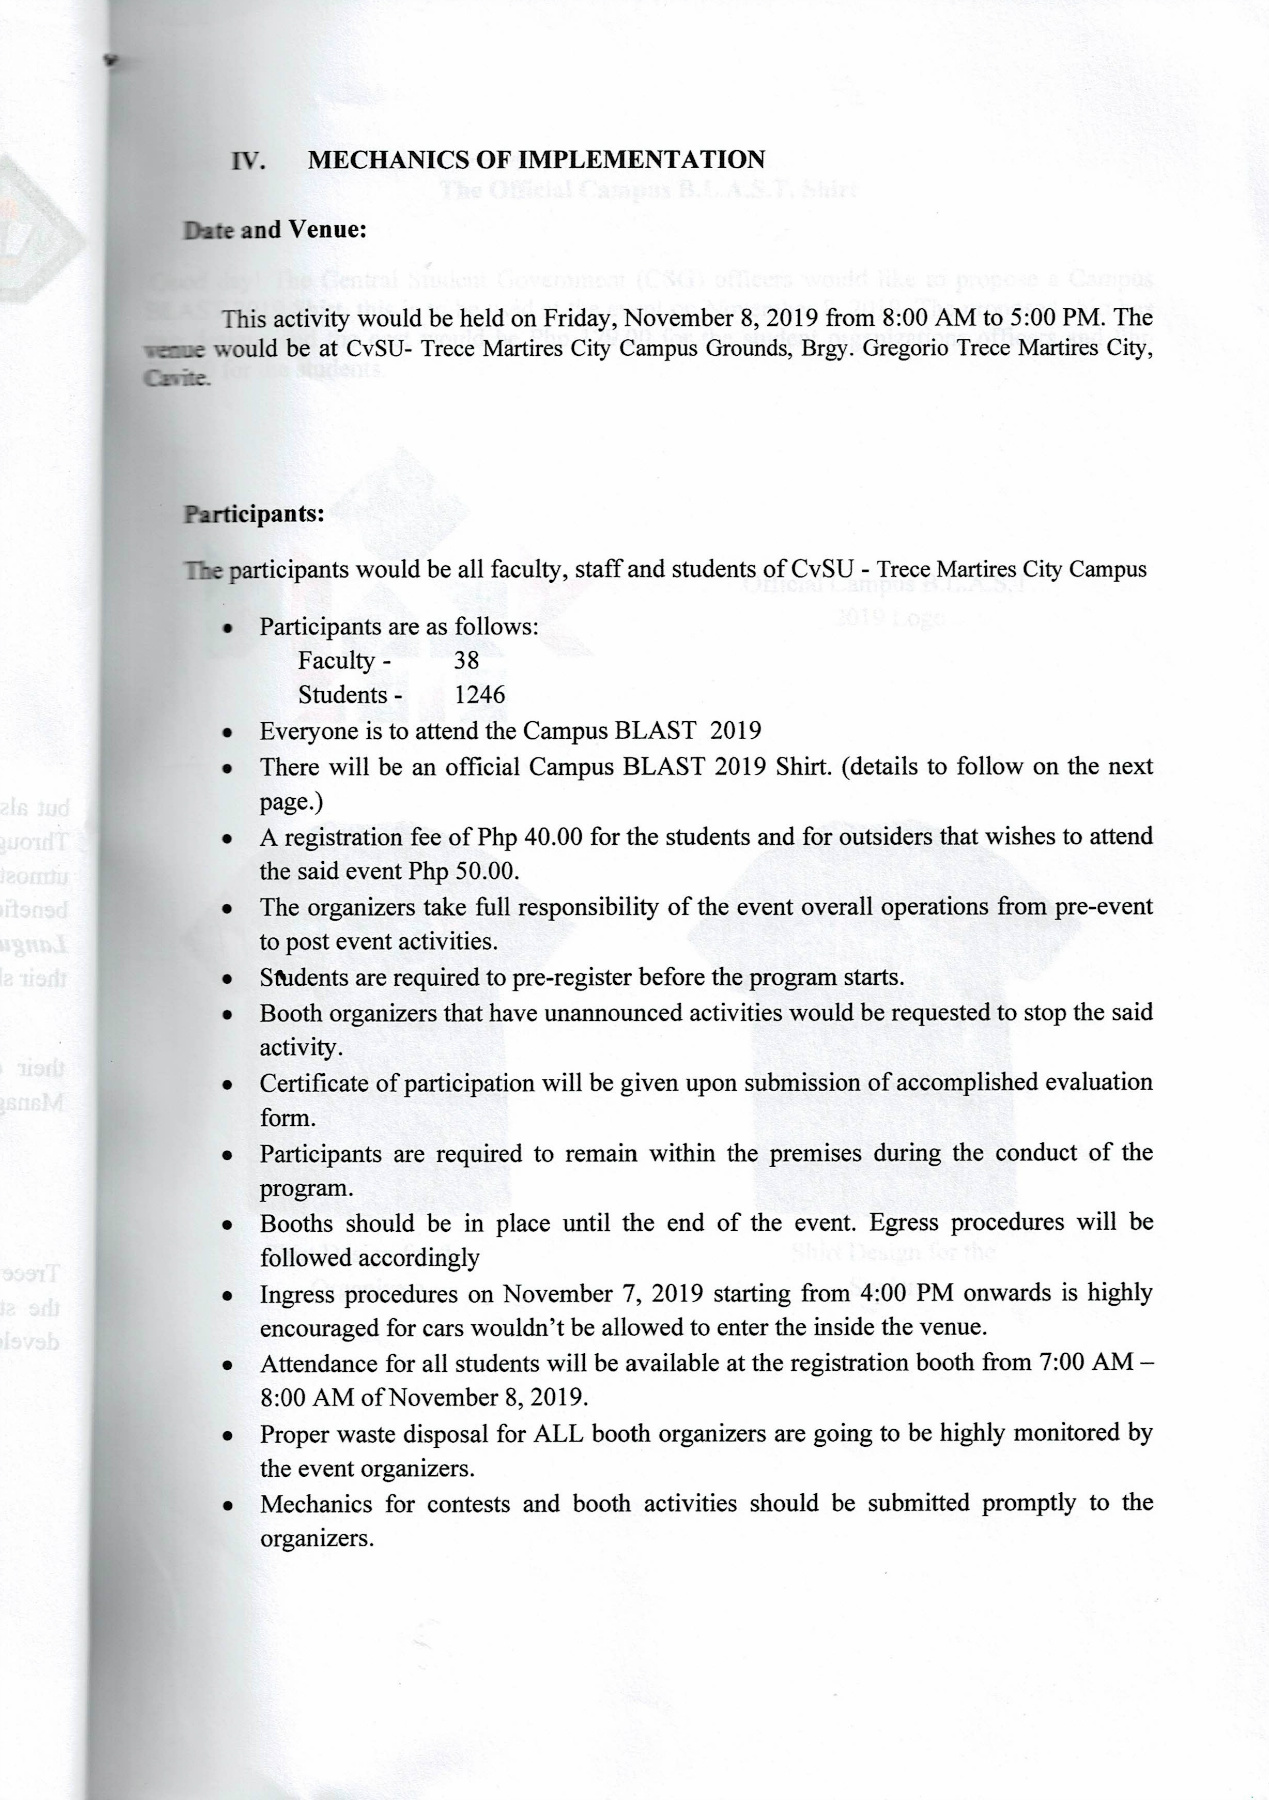 IV. MECHANICS OF IMPLEMENTATION
Date and Venue:
This activity would be held on Friday, November 8, 2019 from 8:00 AM to 5:00 PM. The
venue would be at CvSU- Trece Martires City Campus Grounds, Brgy. Gregorio Trece Martires City,
Cavite.
Participants:
The participants would be all faculty, staff and students of CvSU - Trece Martires City Campus
• Participants are as follows:
Faculty - 38
Students - 1246
• Everyone is to attend the Campus BLAST 2019
• There will be an official Campus BLAST 2019 Shirt. (details to follow on the next
page.)
• A registration fee of Php 40.00 for the students and for outsiders that wishes to attend
the said event Php 50.00.
• The organizers take full responsibility of the event overall operations from pre-event
to post event activities.
• Students are required to pre-register before the program starts.
• Booth organizers that have unannounced activities would be requested to stop the said
activity.
• Certificate of participation will be given upon submission of accomplished evaluation
form.
• Participants are required to remain within the premises during the conduct of the
program.
• Booths should be in place until the end of the event. Egress procedures will be
followed accordingly
• Ingress procedures on November 7, 2019 starting from 4:00 PM onwards is highly
encouraged for cars wouldn't be allowed to enter the inside the venue.
• Attendance for all students will be available at the registration booth from 7:00 AM –
8:00 AM of November 8, 2019.
• Proper waste disposal for ALL booth organizers are going to be highly monitored by
the event organizers.
• Mechanics for contests and booth activities should be submitted promptly to the
organizers.